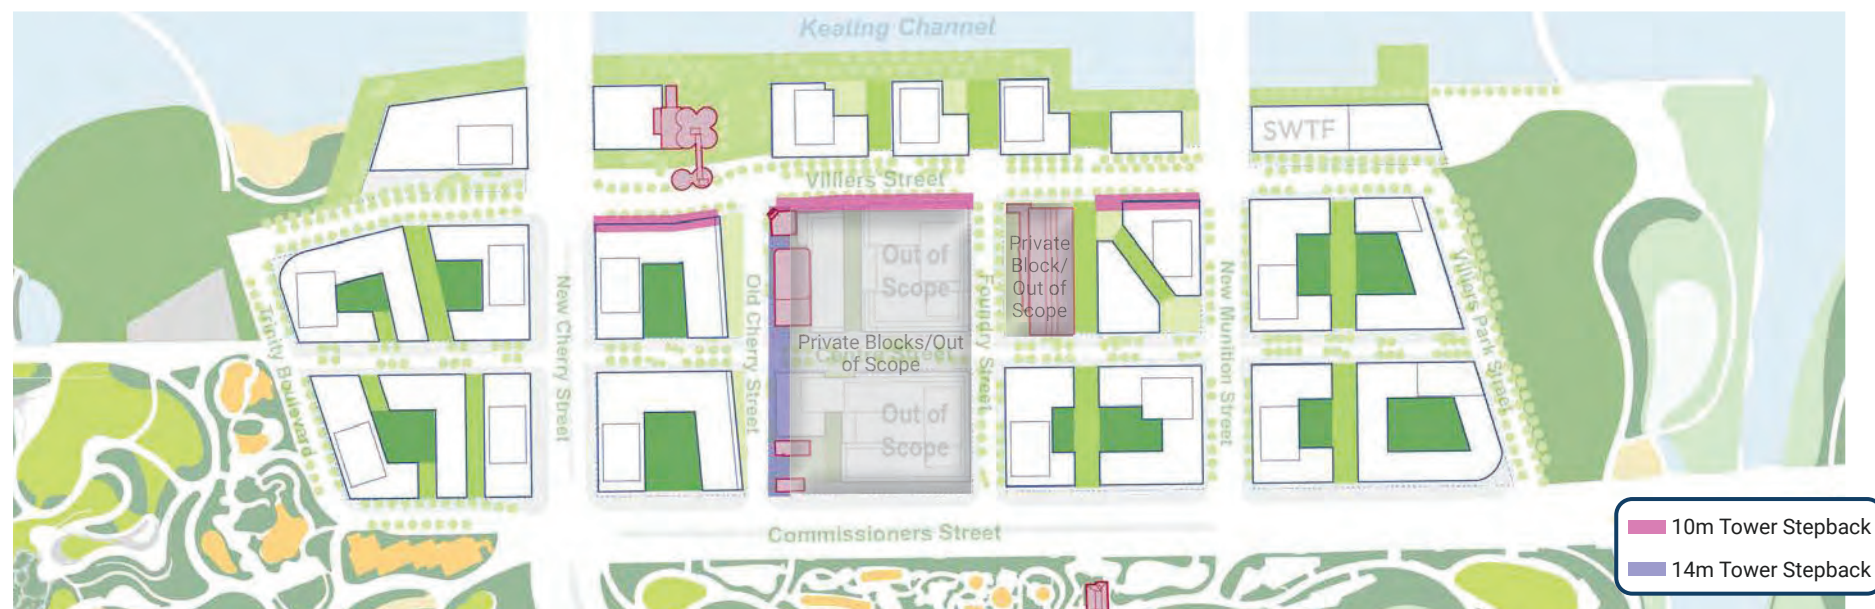 Keating Channel
SWTF
Villiers Street
Out of
Scope
Private
Block/
Out of
Scope
Trinity Boulevard
New Cherry Street
Old Cherry Street
Foundry Street
New Munition Street
Villiers Park Street
Private Blocks/Out
of Scope
Centre Street
Out of
Scope
Commissioners Street
10m Tower Stepback
14m Tower Stepback